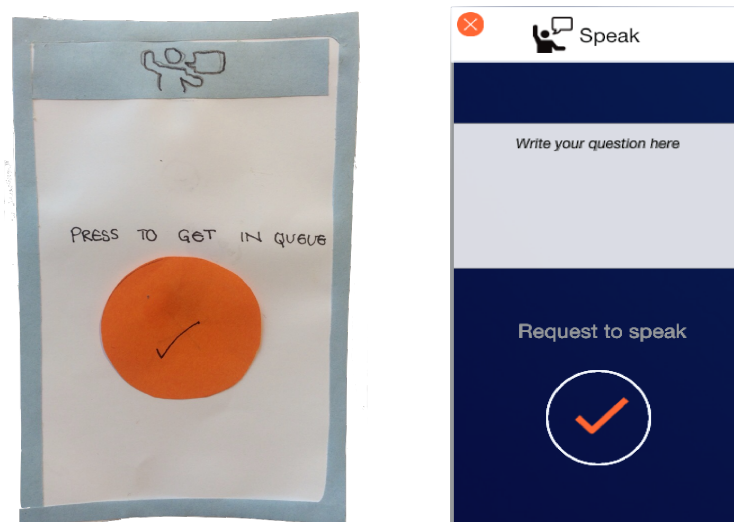 PRESS TO GET IN QUEUE
Speak
Write your question here
Request to speak